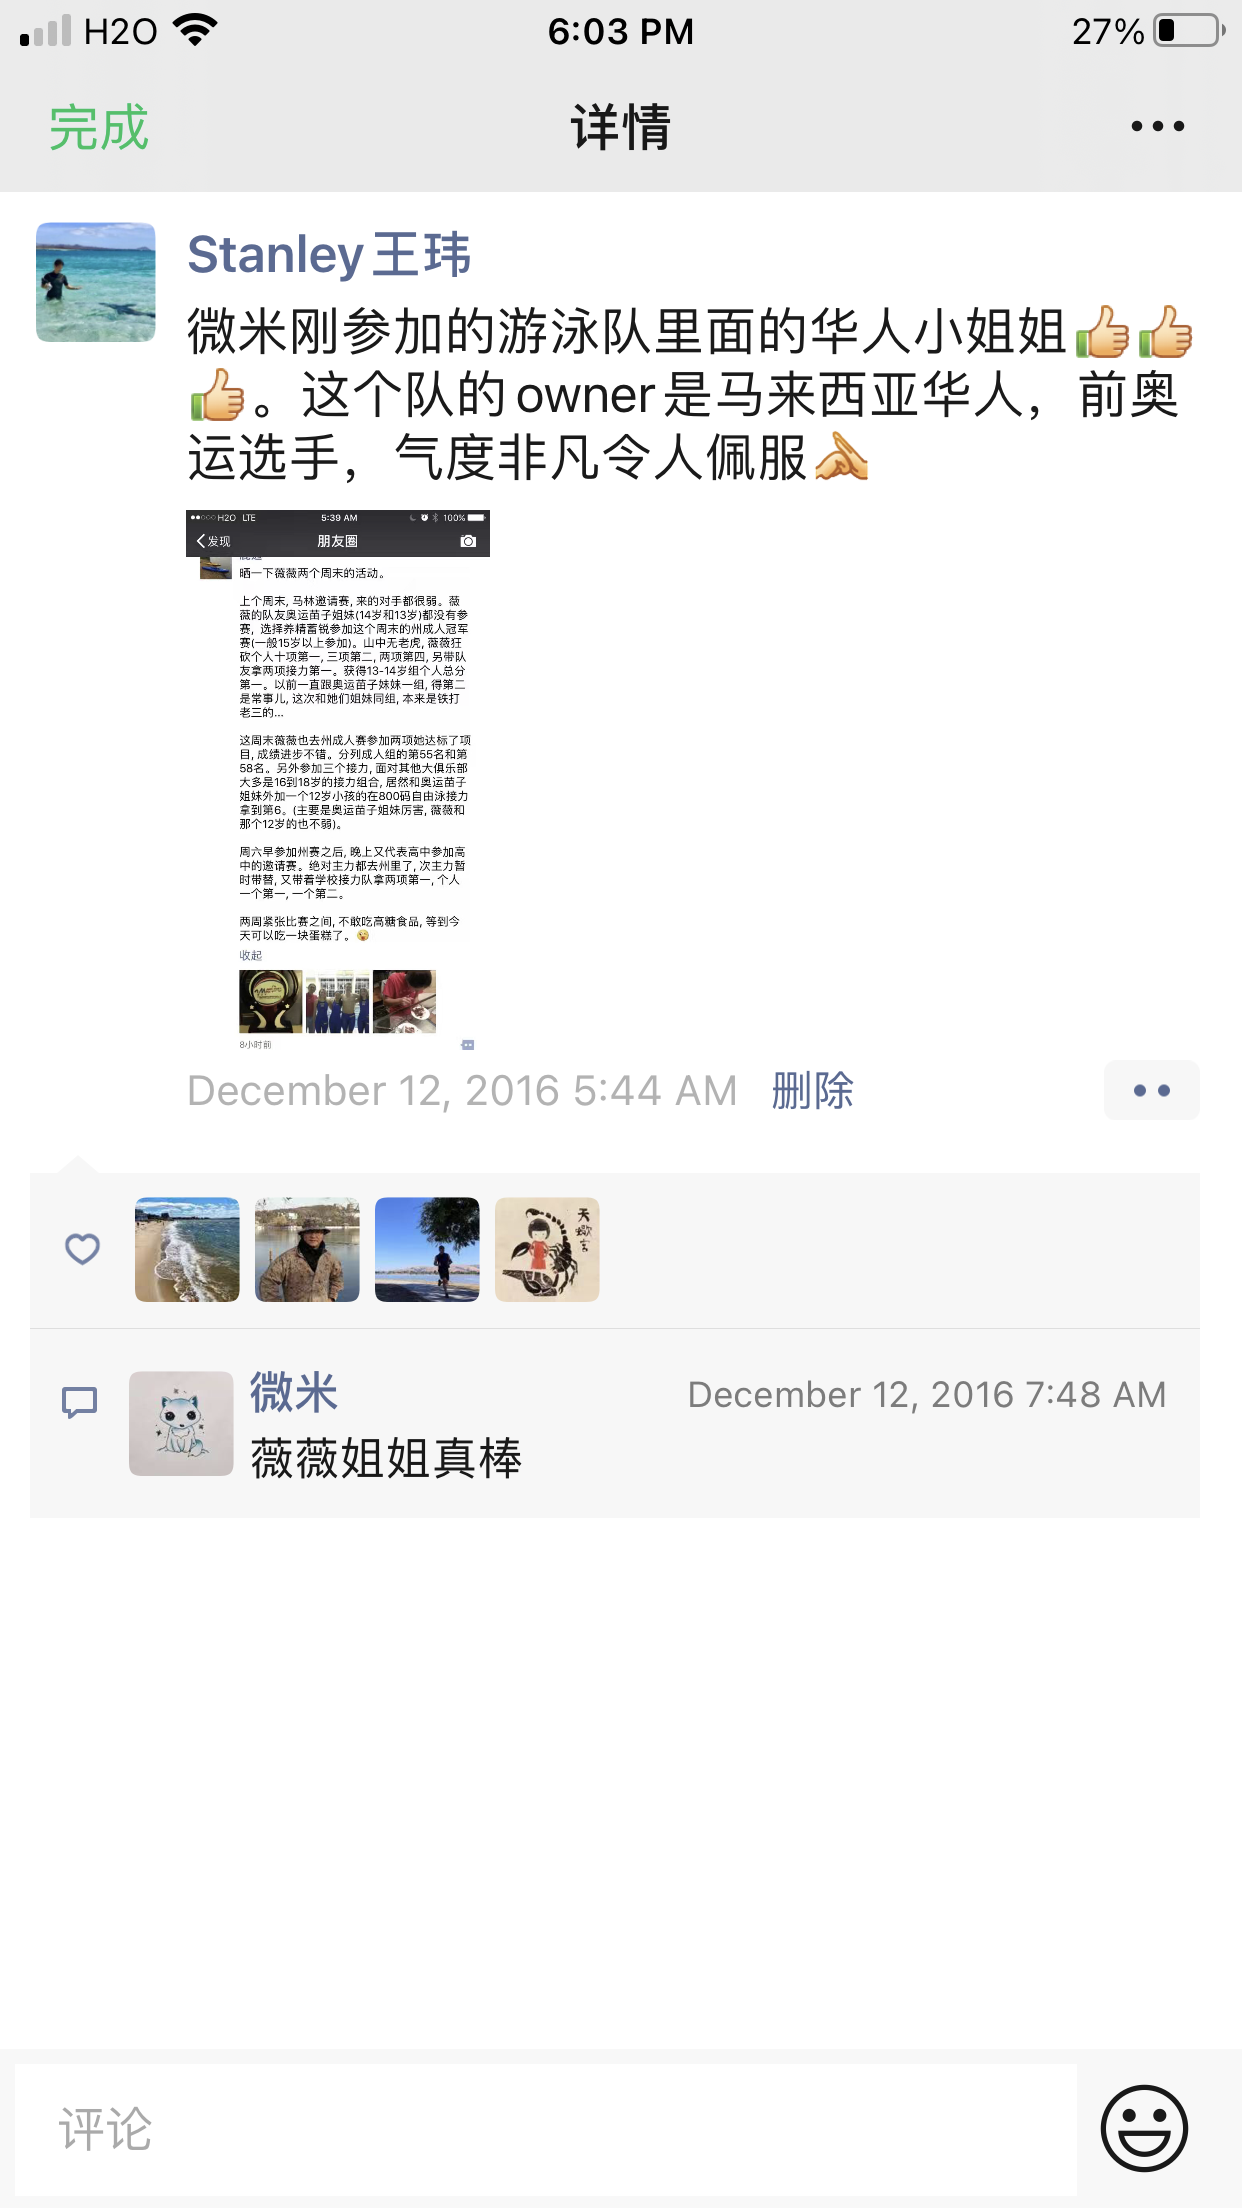 H2O 6:03 PM 27%
完成 详情
Stanley王玮
微米刚参加的游泳队里面的华人小姐姐👍👍
👍。这个队的owner是马来西亚华人，前奥
运选手，气度非凡令人佩服
H2O LTE 5:39 AM 100%
发现 朋友圈
晒一下薇薇两个周末的活动。
上个周末, 马林邀请赛, 来的对手都很弱。薇
薇的队友奥运苗子姐妹(14岁和13岁)都没有参
赛, 选择养精蓄锐参加这个周末的州成人冠军
赛(一般15岁以上参加)。山中无老虎, 薇薇狂
砍个人十项第一, 三项第二, 两项第四, 另带队
友拿两项接力第一。获得13-14岁组个人总分
第一。以前一直跟奥运苗子妹妹一组, 得第二
是常事儿, 这次和她们姐妹同组, 本来是铁打
老三的...
这周末薇薇也去州成人赛参加两项她达标了项
目, 成绩进步不错。分列成人组的第55名和第
58名。另外参加三个接力, 面对其他大俱乐部
大多是16到18岁的接力组合, 居然和奥运苗子
姐妹外加一个12岁小孩的在800码自由泳接力
拿到第6。(主要是奥运苗子姐妹厉害, 薇薇和
那个12岁的也不弱)。
周六早参加州赛之后, 晚上又代表高中参加高
中的邀请赛。绝对主力都去州里了, 次主力暂
时带替, 又带着学校接力队拿两项第一, 个人
一个第一, 一个第二。
两周紧张比赛之间, 不敢吃高糖食品, 等到今
天可以吃一块蛋糕了。
收起
8小时前
December 12, 2016 5:44 AM 删除
天蠍宮
微米 December 12, 2016 7:48 AM
薇薇姐姐真棒
评论